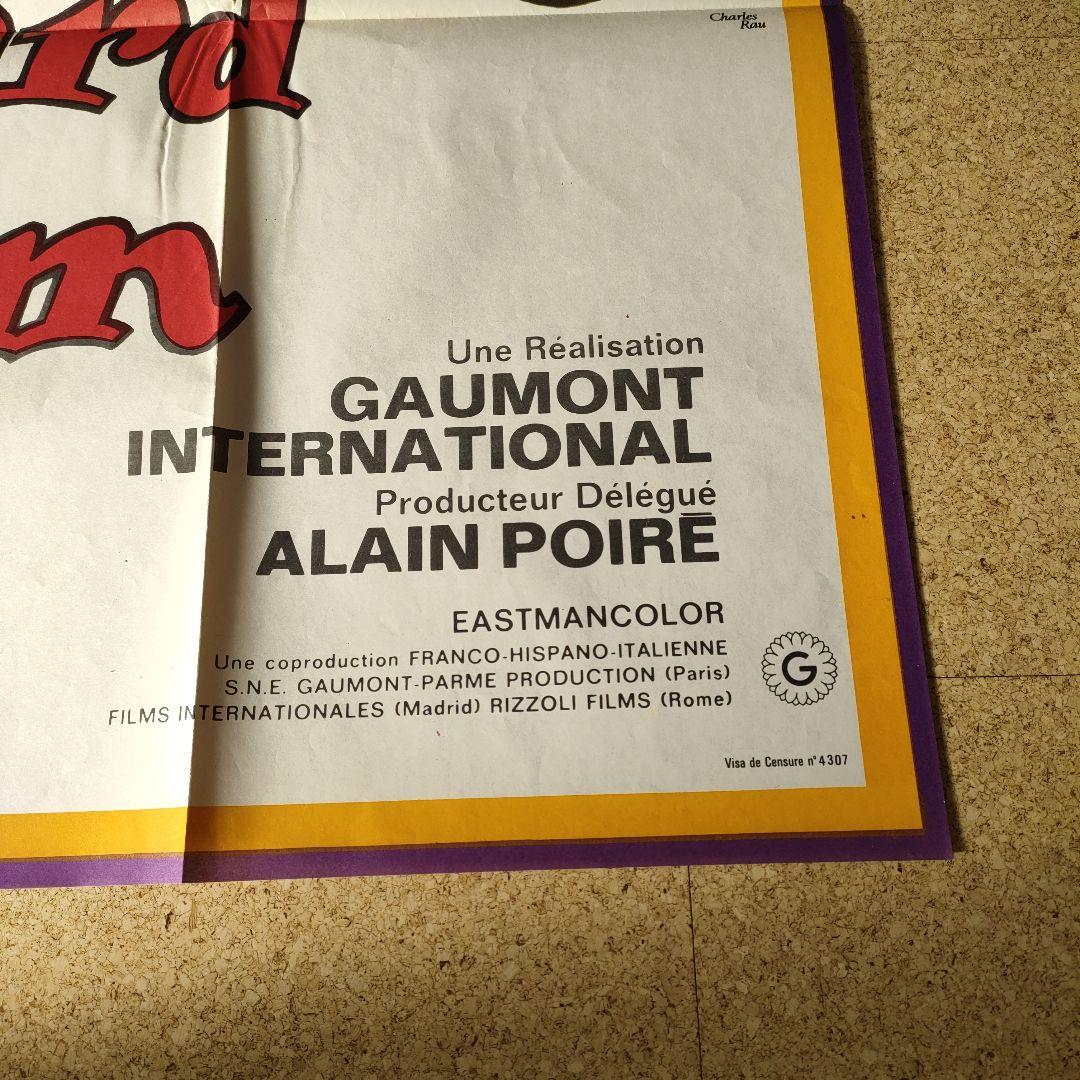 Charles
Rau
ard
m
Une Réalisation
GAUMONT
INTERNATIONAL
Producteur Délégué
ALAIN POIRÉ
EASTMANCOLOR
Une coproduction FRANCO-HISPANO-ITALIENNE
S.N.E. GAUMONT-PARME PRODUCTION (Paris)
FILMS INTERNATIONALES (Madrid) RIZZOLI FILMS (Rome)
G
Visa de Censure n° 4307